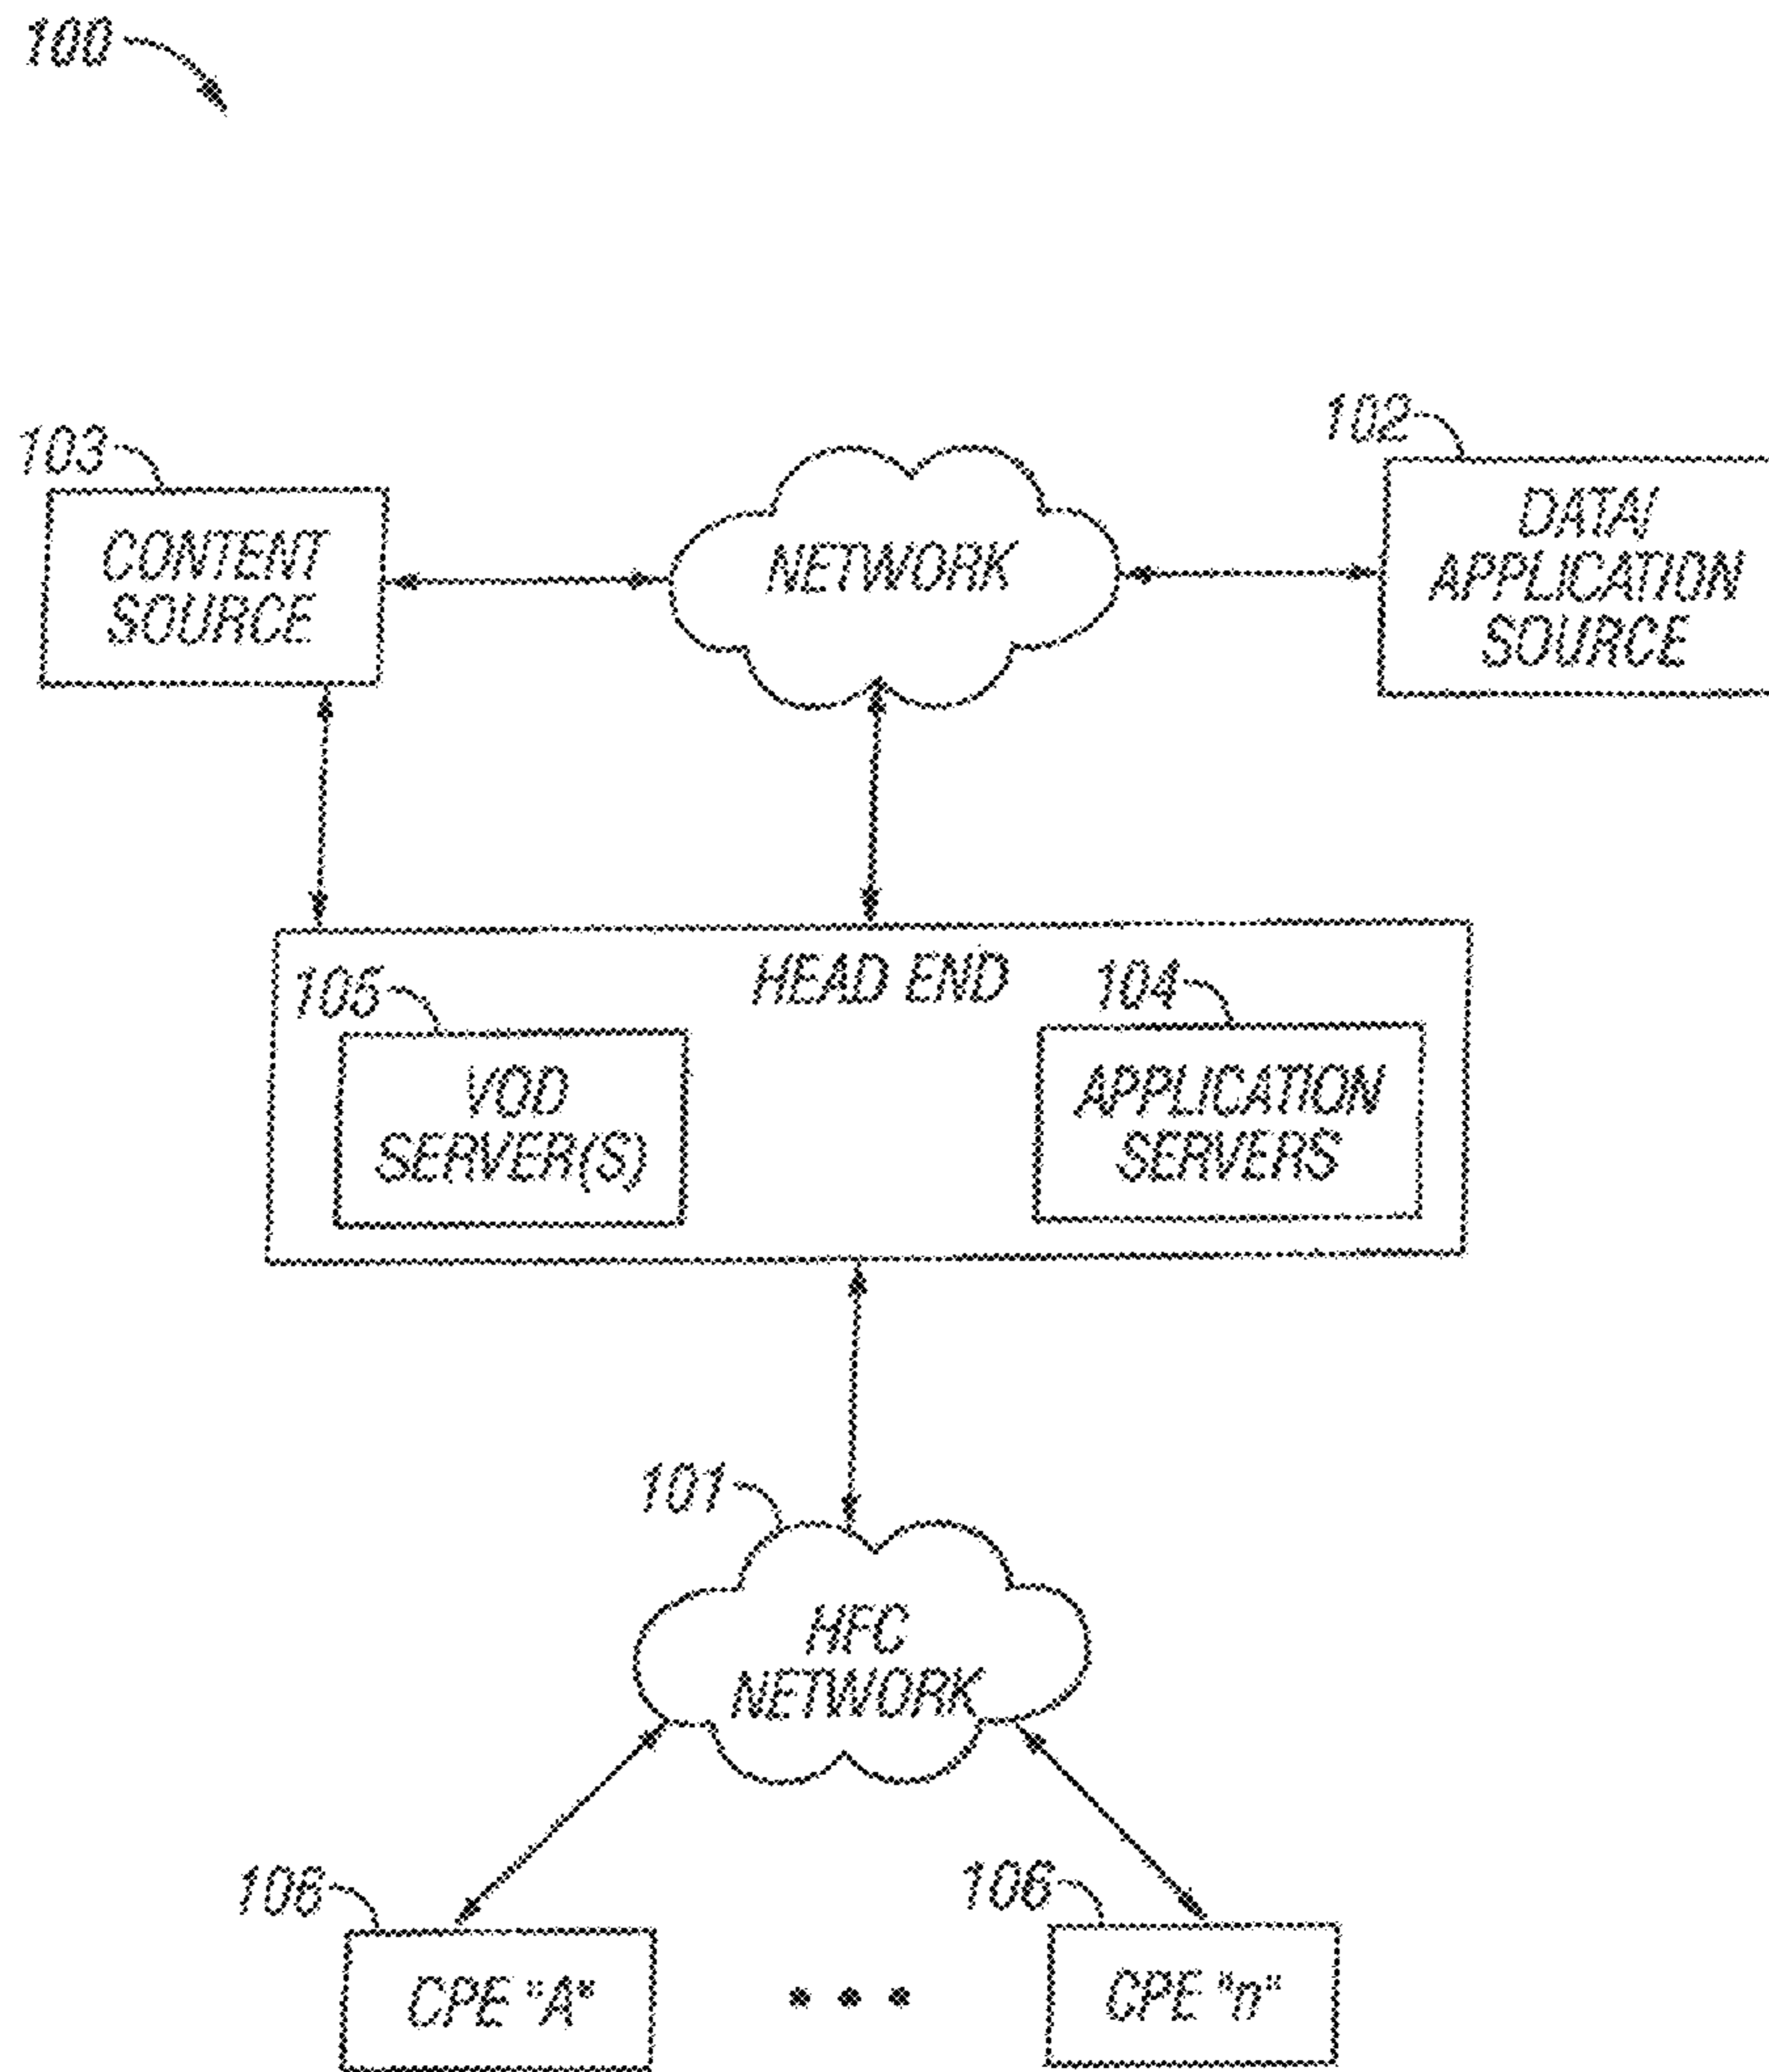 100
103
102
CONTENT
SOURCE
NETWORK
DATA/
APPLICATION
SOURCE
HEAD END
105
104
VOD
SERVER(S)
APPLICATION
SERVERS
101
HFC
NETWORK
106
106
CPE "A"
• • •
CPE "n"